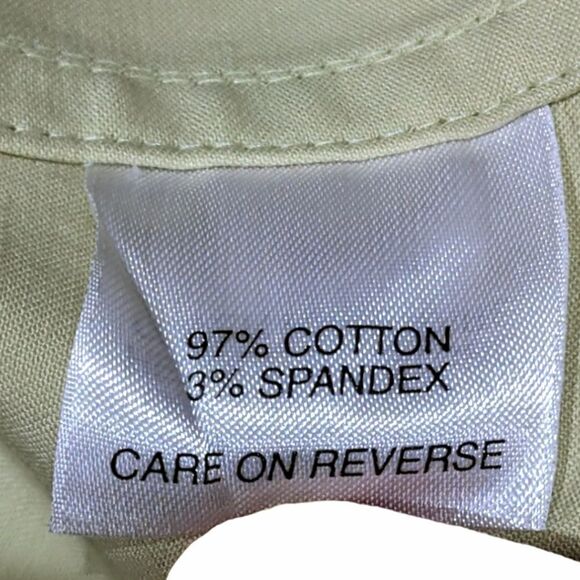 97% COTTON
3% SPANDEX
CARE ON REVERSE